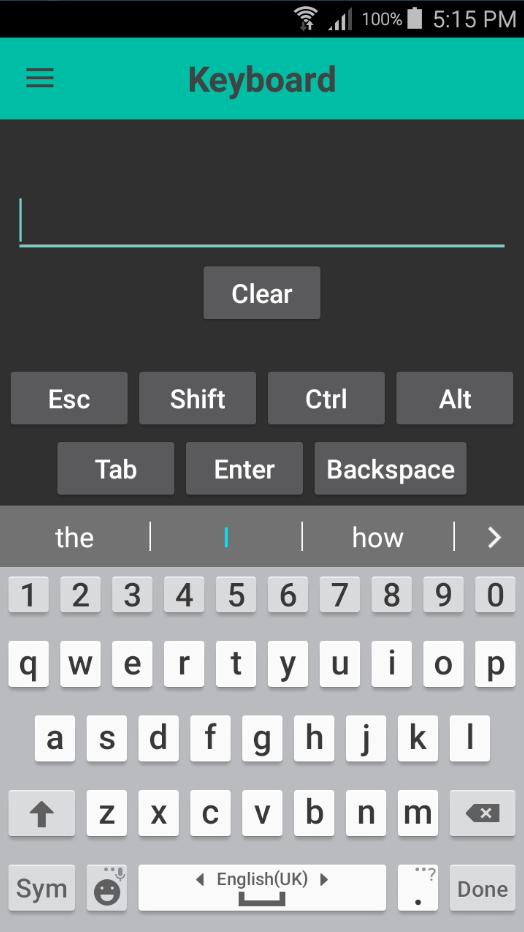 100% 5:15 PM
Keyboard
Clear
Esc Shift Ctrl Alt
Tab Enter Backspace
the I how
1 2 3 4 5 6 7 8 9 0
q w e r t y u i o p
a s d f g h j k l
z x c v b n m
Sym English(UK) . ..? Done